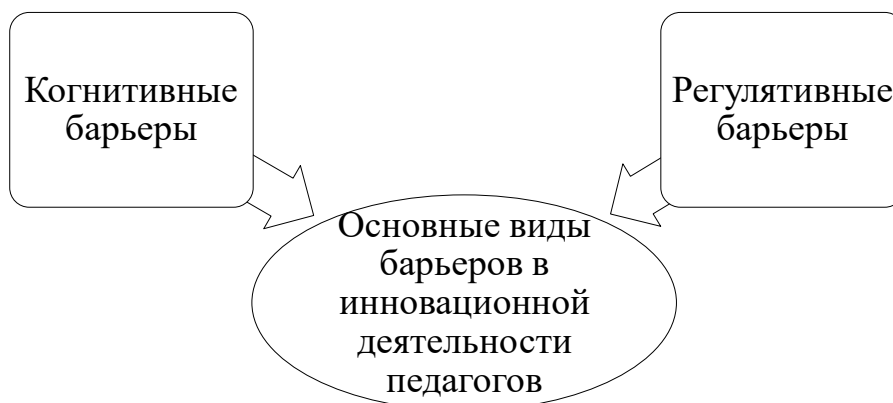 Когнитивные
барьеры
Регулятивные
барьеры
Основные виды
барьеров в
инновационной
деятельности
педагогов